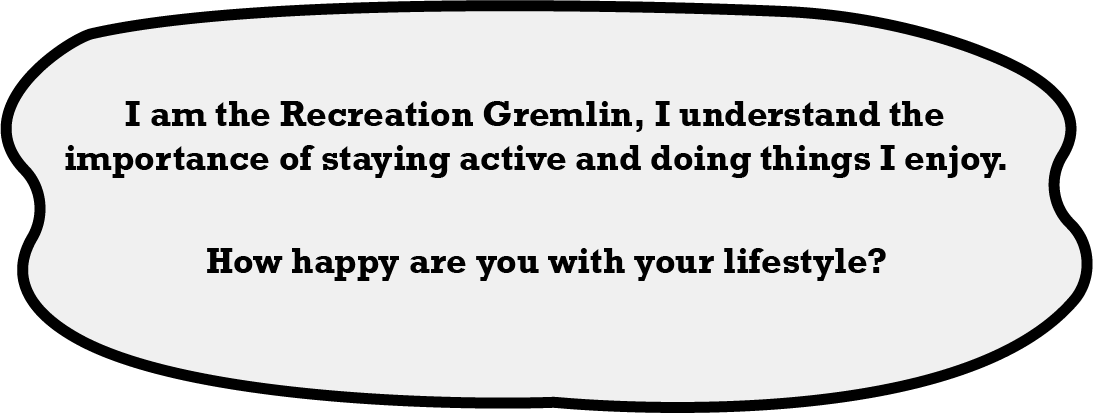 I am the Recreation Gremlin, I understand the
importance of staying active and doing things I enjoy.
How happy are you with your lifestyle?